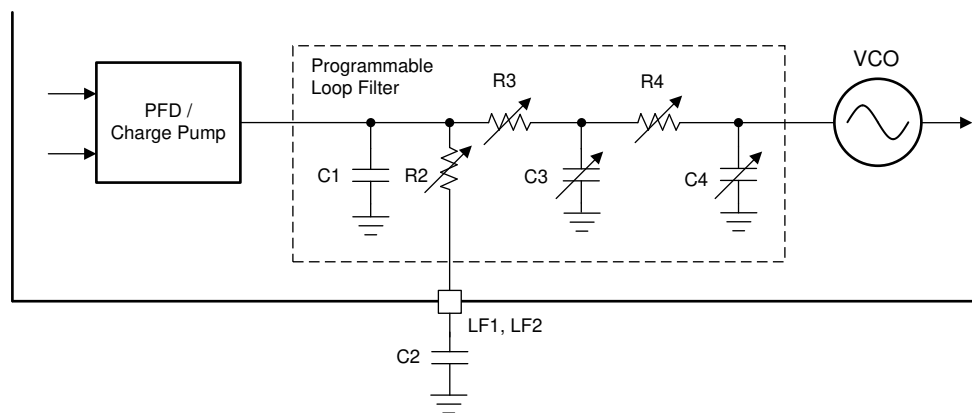 Programmable
Loop Filter
VCO
R3
R4
PFD /
Charge Pump
C1
R2
C3
C4
LF1, LF2
C2